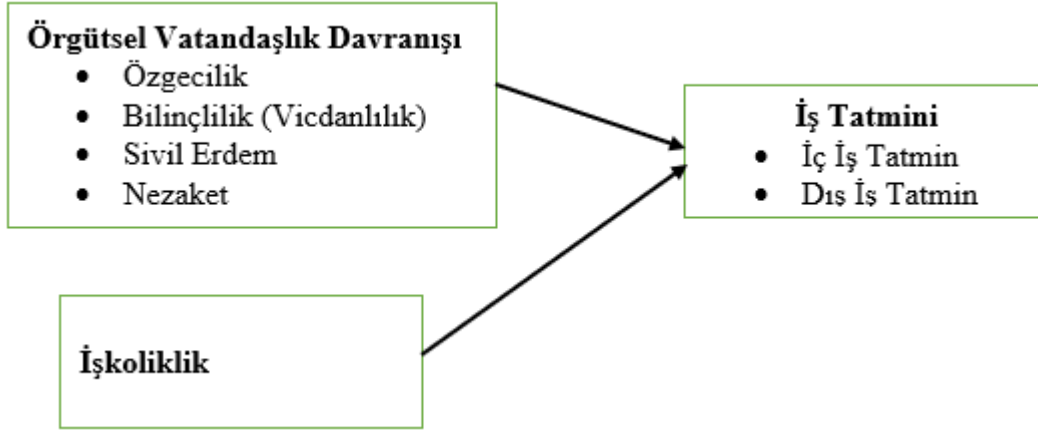 Örgütsel Vatandaşlık Davranışı
• Özgecilik
• Bilinçlilik (Vicdanlılık)
• Sivil Erdem
• Nezaket
İş Tatmini
• İç İş Tatmin
• Dış İş Tatmin
İşkoliklik